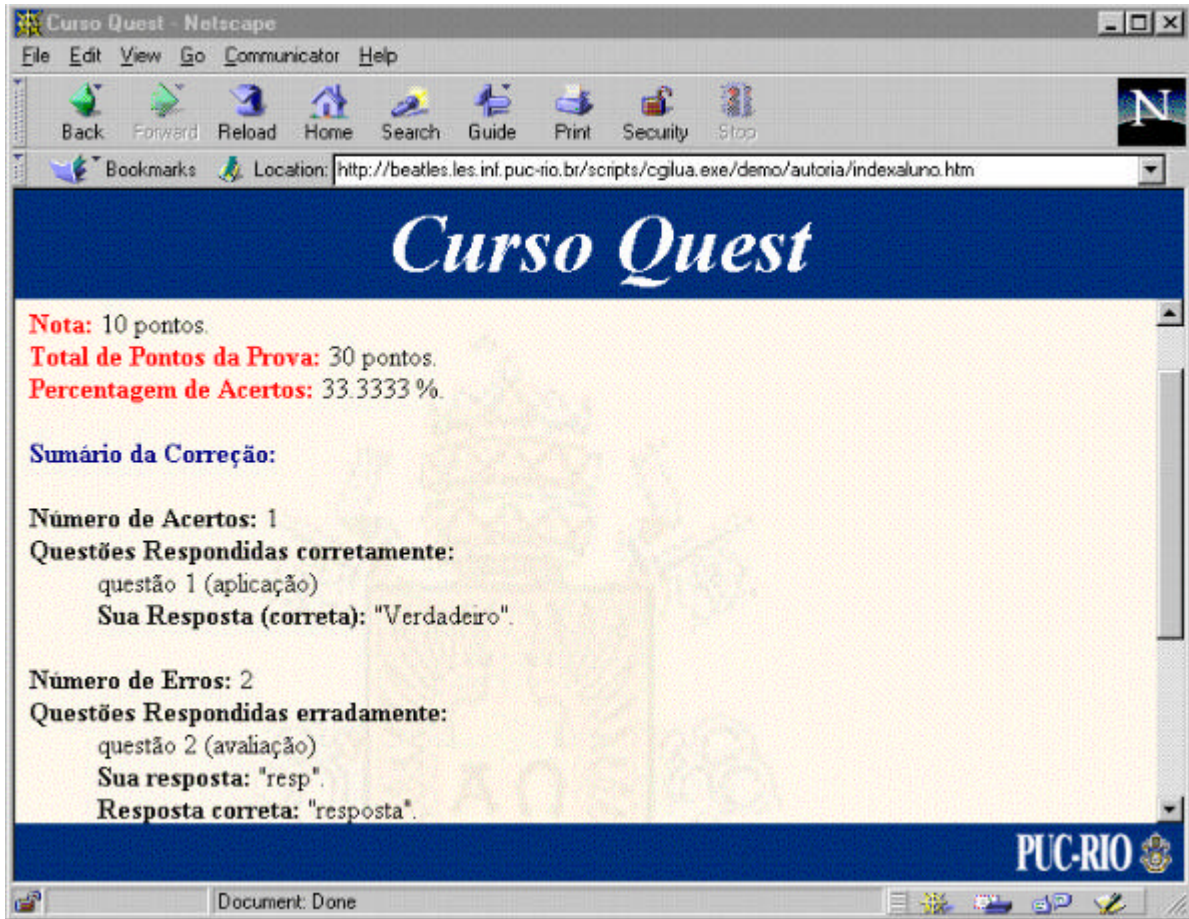 Curso Quest - Netscape
File Edit View Go Communicator Help
Back Forward Reload Home Search Guide Print Security Stop
N
Bookmarks Location: http://beatles.les.inf.puc-rio.br/scripts/cgilua.exe/demo/autoria/indexaluno.htm
Curso Quest
Nota: 10 pontos.
Total de Pontos da Prova: 30 pontos.
Percentagem de Acertos: 33.3333 %.
Sumário da Correção:
Número de Acertos: 1
Questões Respondidas corretamente:
questão 1 (aplicação)
Sua Resposta (correta): "Verdadeiro".
Número de Erros: 2
Questões Respondidas erradamente:
questão 2 (avaliação)
Sua resposta: "resp".
Resposta correta: "resposta".
PUC-RIO
Document: Done